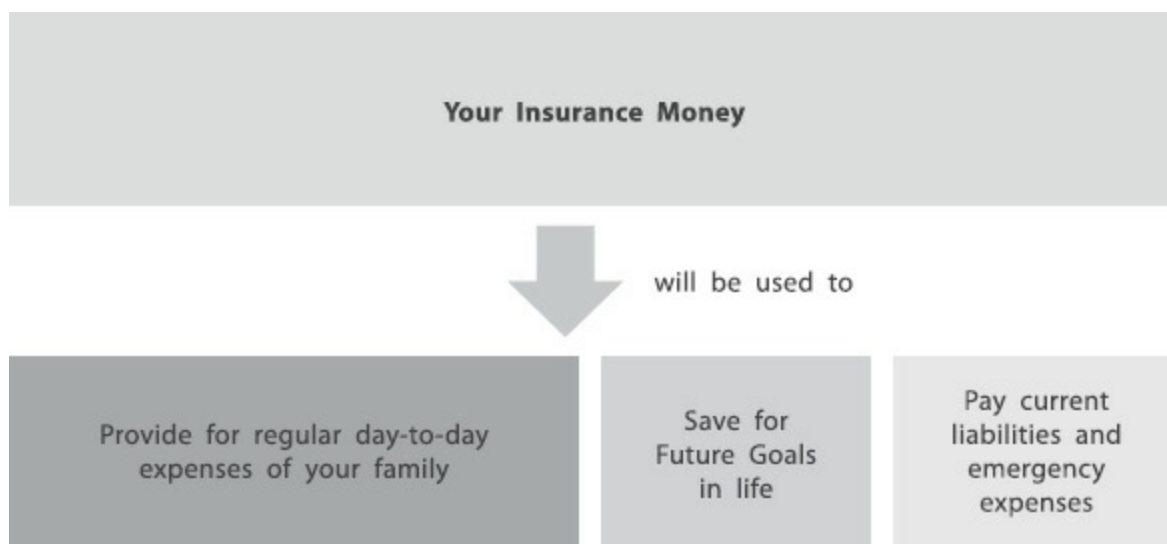 Your Insurance Money
will be used to
Provide for regular day-to-day
expenses of your family
Save for
Future Goals
in life
Pay current
liabilities and
emergency
expenses